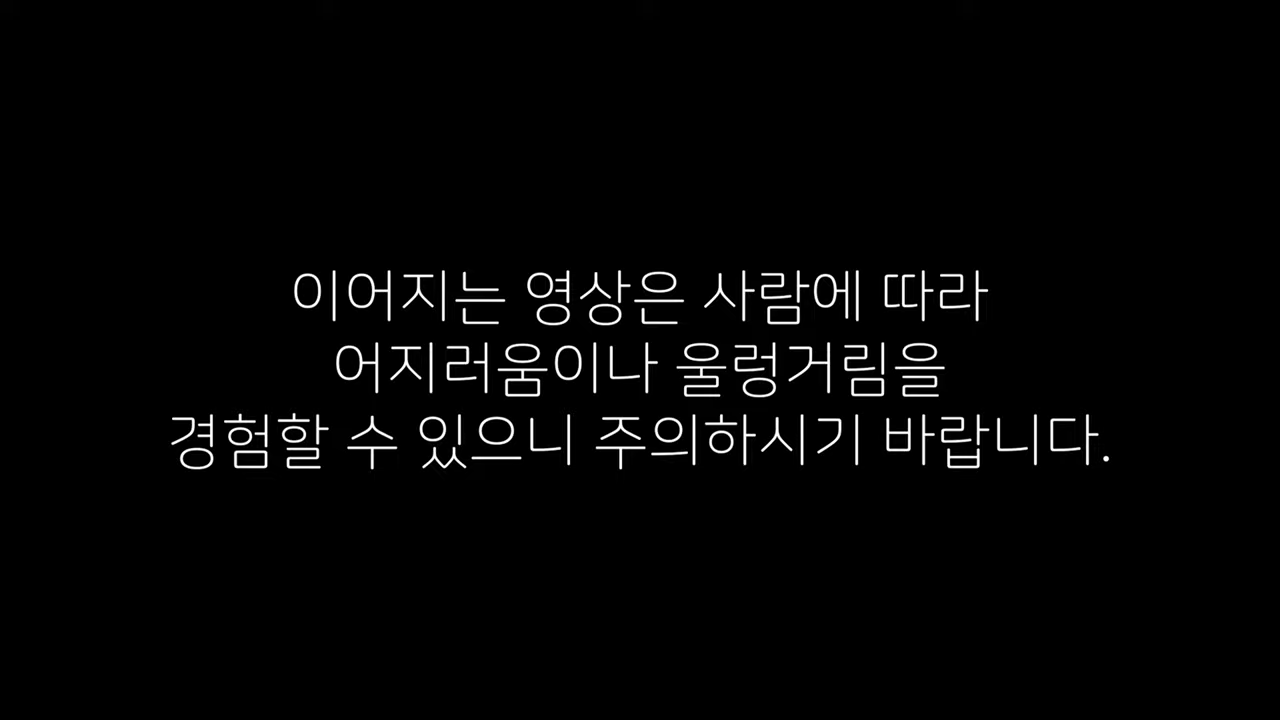 이어지는 영상은 사람에 따라
어지러움이나 울렁거림을
경험할 수 있으니 주의하시기 바랍니다.